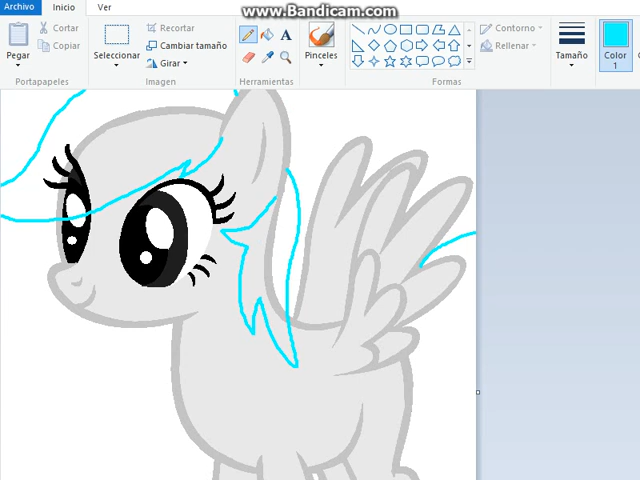 www.Bandicam.com
Archivo Inicio Ver
Pegar
Cortar
Copiar
Portapapeles
Seleccionar
Recortar
Cambiar tamaño
Girar
Imagen
A
Herramientas
Pinceles
Contorno
Rellenar
Formas
Tamaño
Color
1